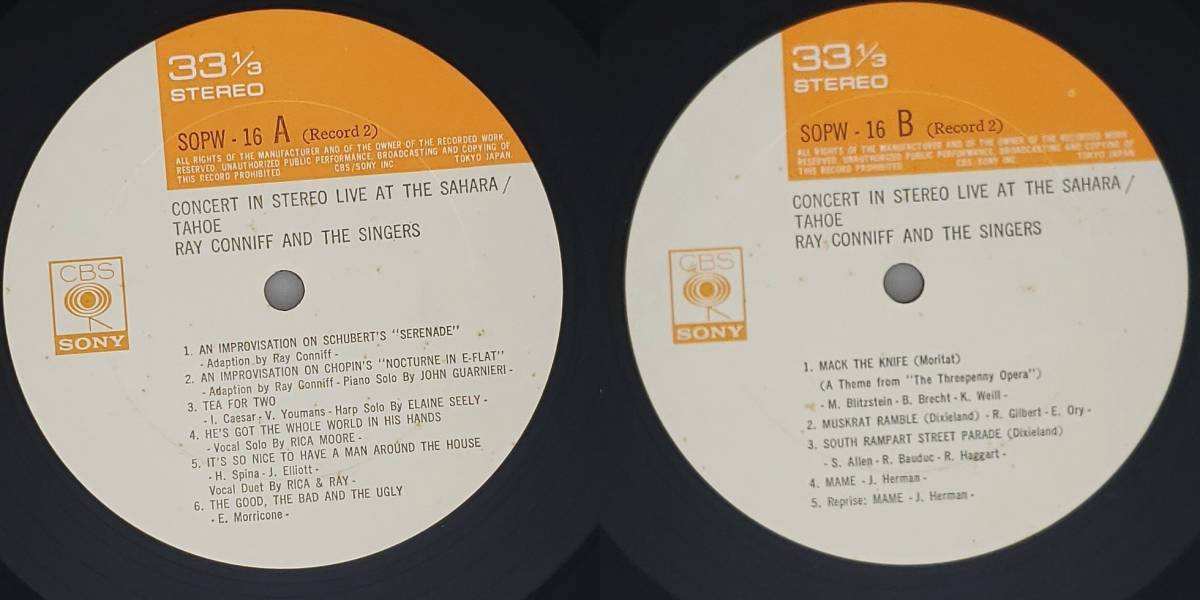 33 1/3
STEREO
SOPW - 16 A (Record 2)
ALL RIGHTS OF THE MANUFACTURER AND OF THE OWNER OF THE RECORDED WORK
RESERVED. UNAUTHORIZED PUBLIC PERFORMANCE, BROADCASTING AND COPYING OF
THIS RECORD PROHIBITED CBS/SONY INC TOKYO JAPAN.
CONCERT IN STEREO LIVE AT THE SAHARA /
TAHOE
RAY CONNIFF AND THE SINGERS
CBS
SONY
1. AN IMPROVISATION ON SCHUBERT'S "SERENADE"
- Adaption by Ray Conniff -
2. AN IMPROVISATION ON CHOPIN'S "NOCTURNE IN E-FLAT"
- Adaption by Ray Conniff - Piano Solo By JOHN GUARNIERI -
3. TEA FOR TWO
- I. Caesar - V. Youmans - Harp Solo By ELAINE SEELY -
4. HE'S GOT THE WHOLE WORLD IN HIS HANDS
- Vocal Solo By RICA MOORE -
5. IT'S SO NICE TO HAVE A MAN AROUND THE HOUSE
- H. Spina - J. Elliott -
Vocal Duet By RICA & RAY -
6. THE GOOD, THE BAD AND THE UGLY
- E. Morricone -
33 1/3
STEREO
SOPW - 16 B (Record 2)
ALL RIGHTS OF THE MANUFACTURER AND OF THE OWNER OF THE RECORDED WORK
RESERVED. UNAUTHORIZED PUBLIC PERFORMANCE, BROADCASTING AND COPYING OF
THIS RECORD PROHIBITED CBS/SONY INC TOKYO JAPAN
CONCERT IN STEREO LIVE AT THE SAHARA /
TAHOE
RAY CONNIFF AND THE SINGERS
CBS
SONY
1. MACK THE KNIFE (Moritat)
(A Theme from "The Threepenny Opera")
- M. Blitzstein - B. Brecht - K. Weill -
2. MUSKRAT RAMBLE (Dixieland) - R. Gilbert - E. Ory -
3. SOUTH RAMPART STREET PARADE (Dixieland)
- S. Allen - R. Bauduc - R. Haggart -
4. MAME - J. Herman -
5. Reprise: MAME - J. Herman -